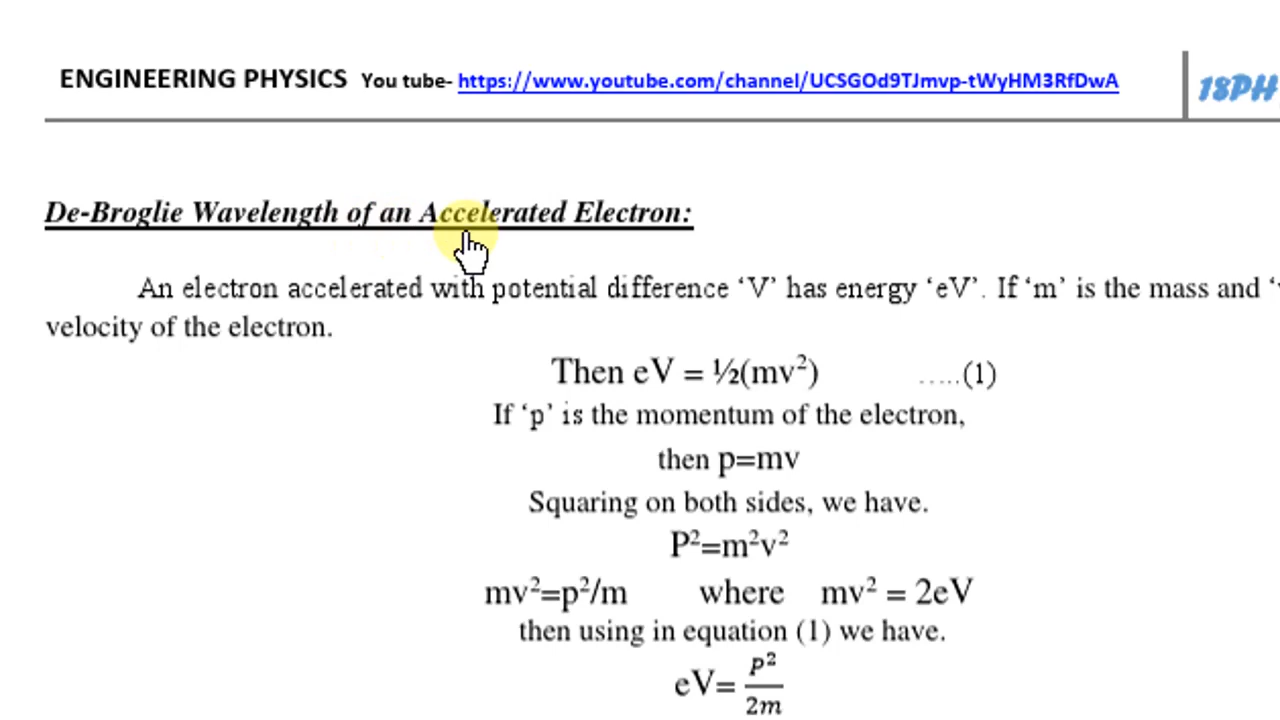 ENGINEERING PHYSICS You tube- https://www.youtube.com/channel/UCSGOd9TJmvp-tWyHM3RfDwA 18PH
De-Broglie Wavelength of an Accelerated Electron:
An electron accelerated with potential difference ‘V’ has energy ‘eV’. If ‘m’ is the mass and
velocity of the electron.
Then eV = ½(mv²) .....(1)
If ‘p’ is the momentum of the electron,
then p=mv
Squaring on both sides, we have.
P²=m²v²
mv²=p²/m where mv² = 2eV
then using in equation (1) we have.
eV= P²/2m